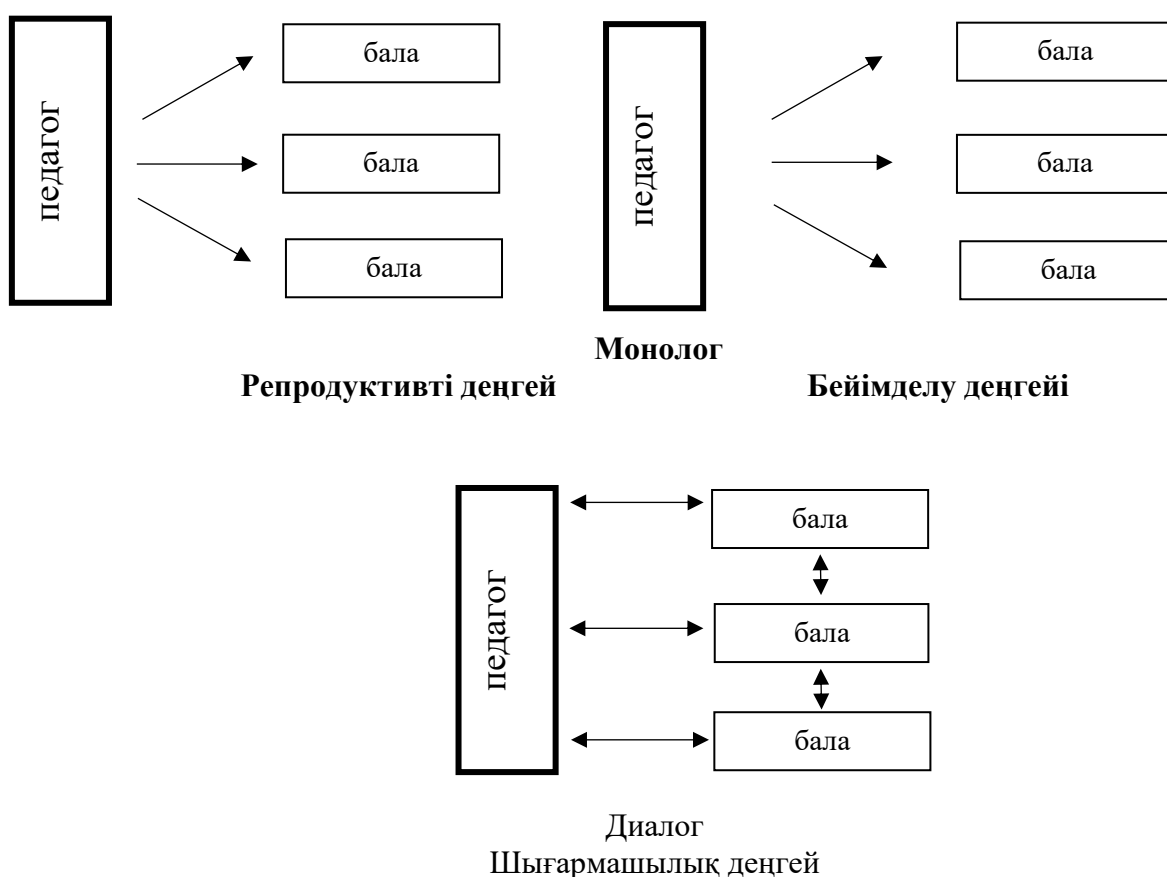 педагог
бала
бала
бала
педагог
бала
бала
бала
Монолог
Репродуктивті деңгей
Бейімделу деңгейі
педагог
бала
бала
бала
Диалог
Шығармашылық деңгей